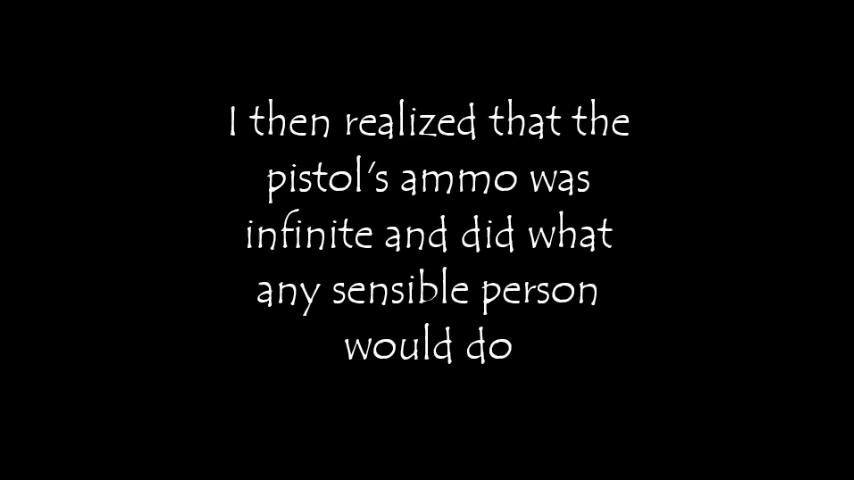 I then realized that the
pistol's ammo was
infinite and did what
any sensible person
would do